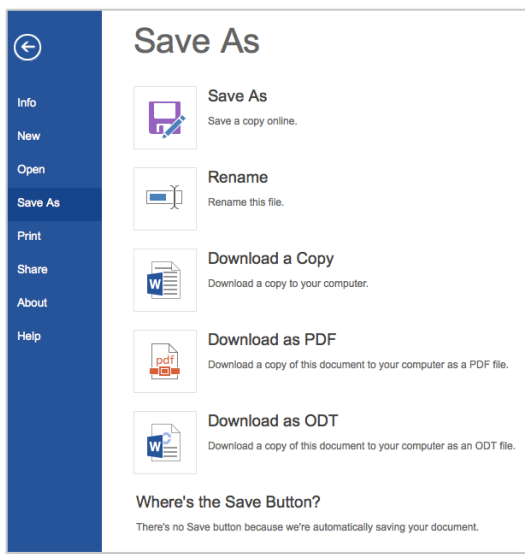 Info
New
Open
Save As
Print
Share
About
Help
Save As
Save As
Save a copy online.
Rename
Rename this file.
W
Download a Copy
Download a copy to your computer.
pdf
Download as PDF
Download a copy of this document to your computer as a PDF file.
W
Download as ODT
Download a copy of this document to your computer as an ODT file.
Where's the Save Button?
There's no Save button because we're automatically saving your document.